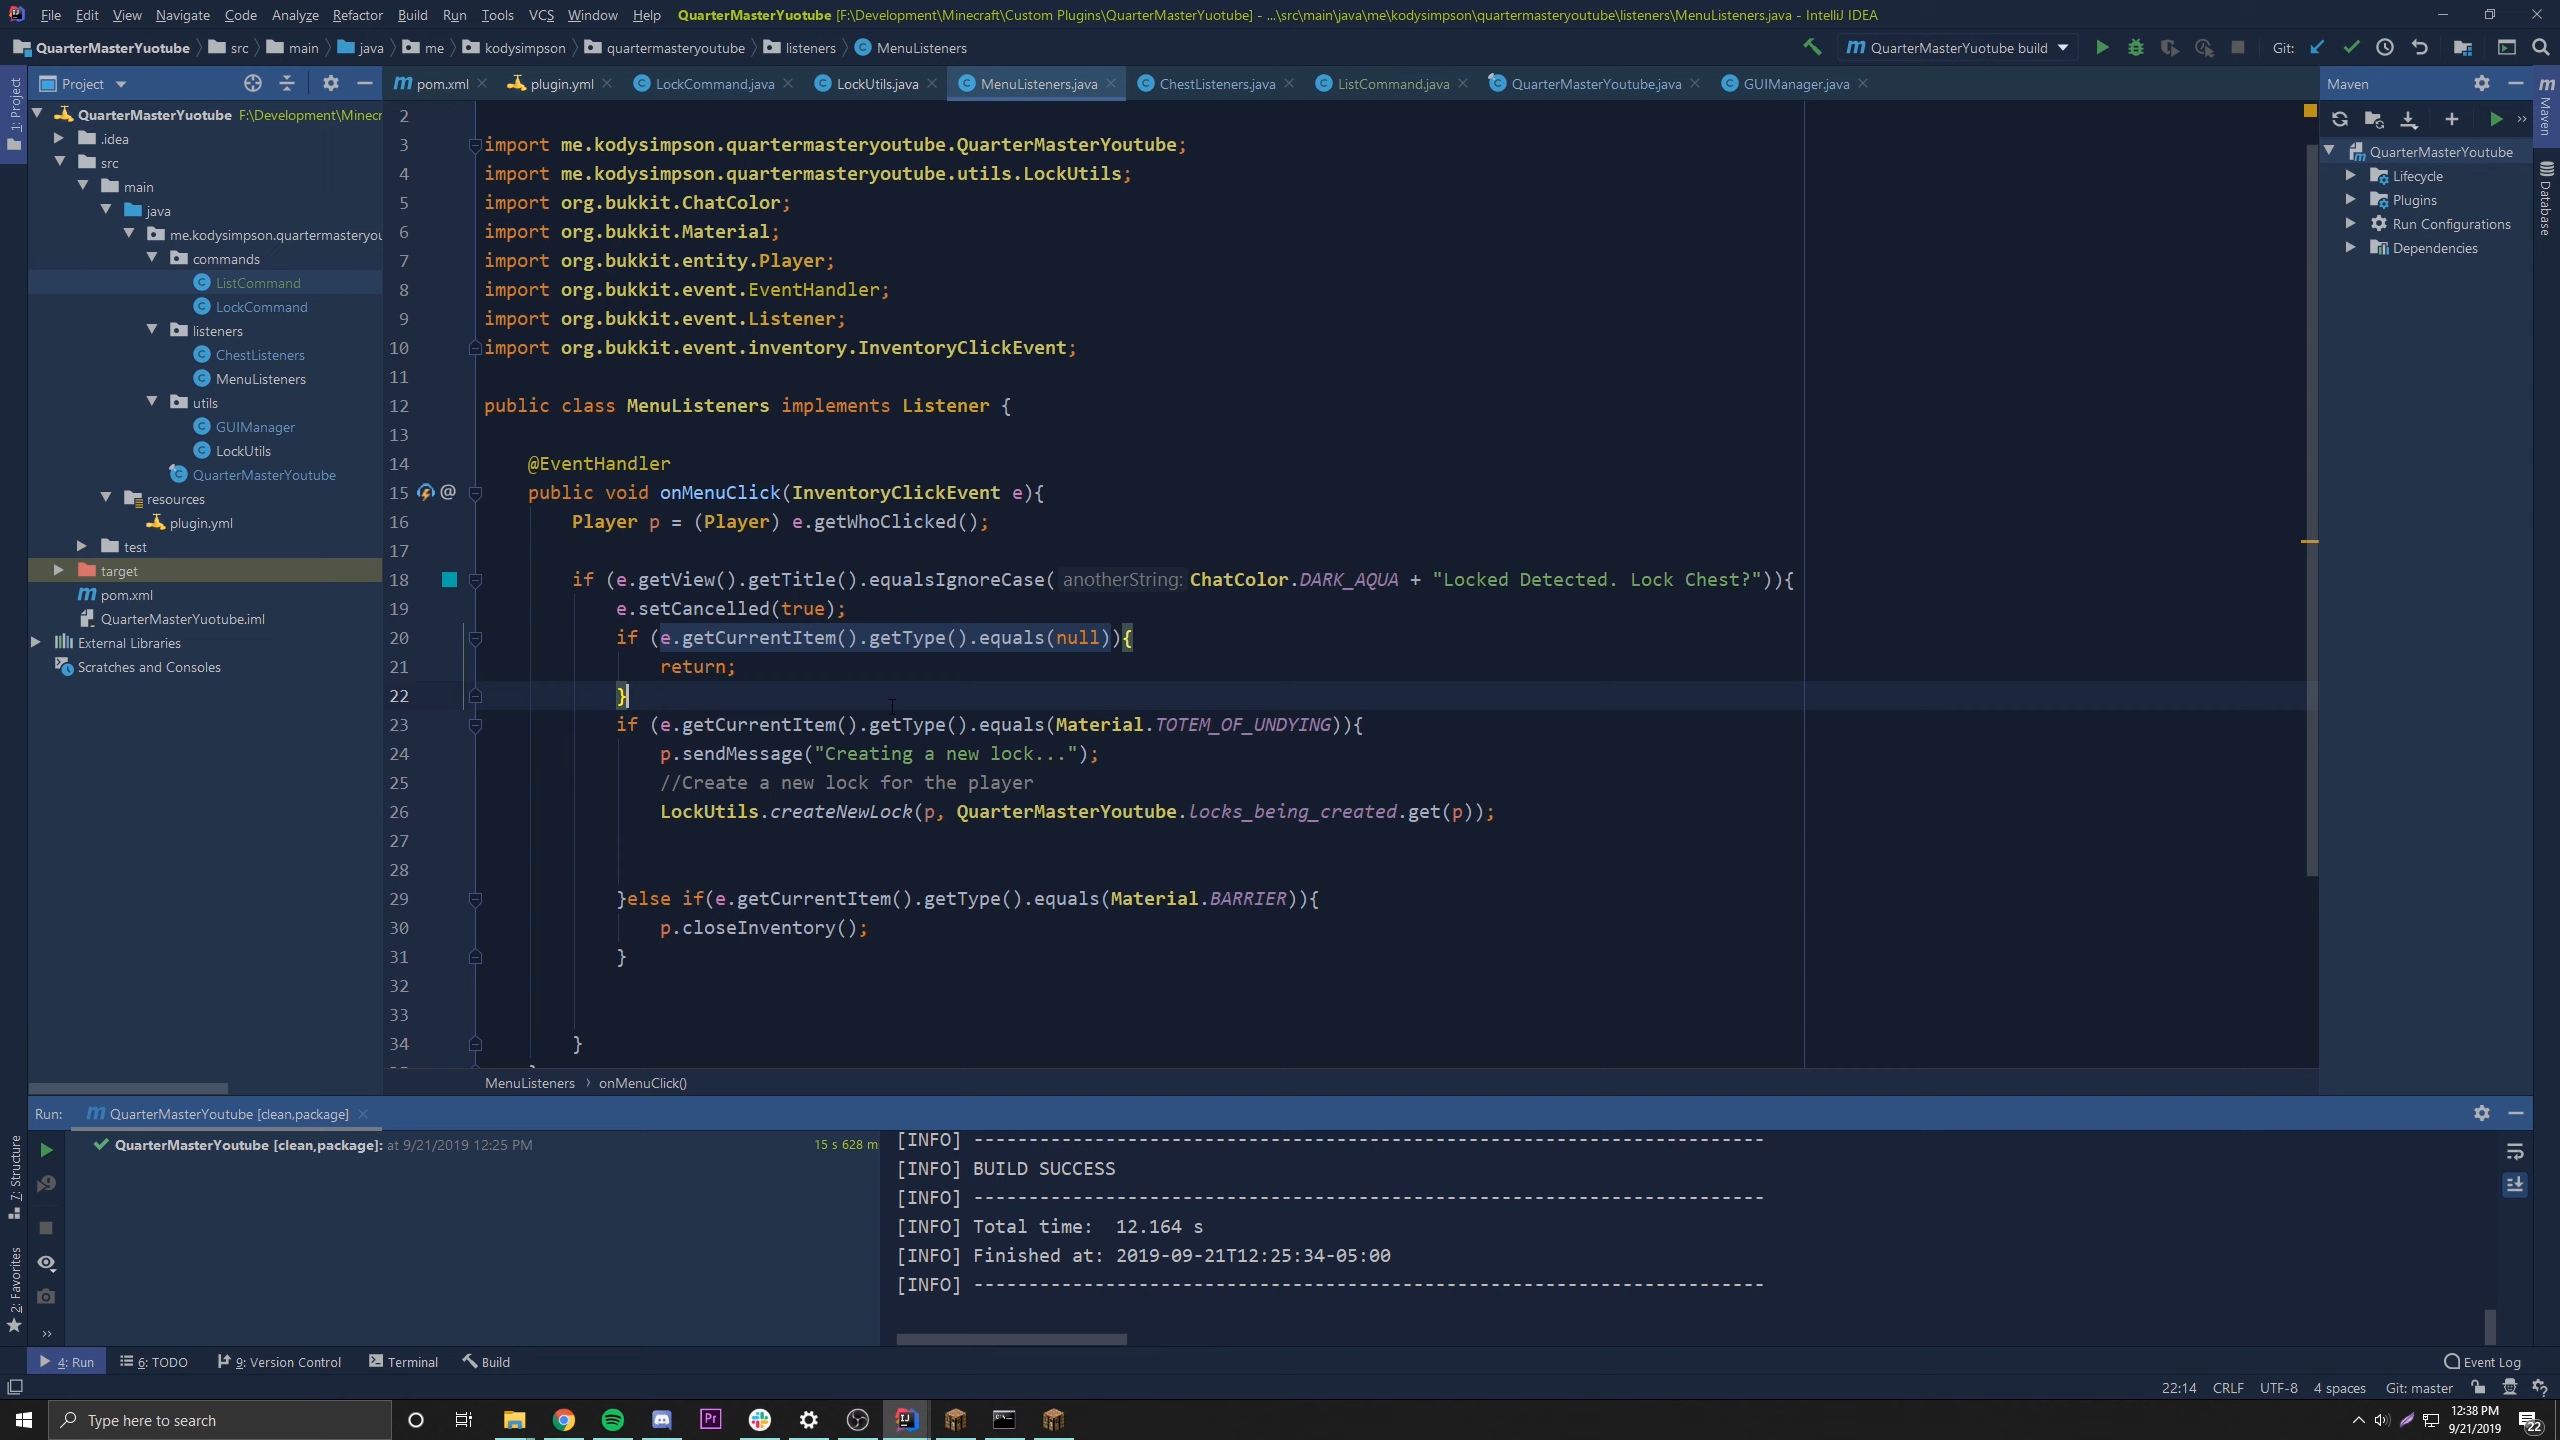 File Edit View Navigate Code Analyze Refactor Build Run Tools VCS Window Help QuarterMasterYuotube [F:\Development\Minecraft\Custom Plugins\QuarterMasterYuotube] - ...\src\main\java\me\kodysimpson\quartermasteryoutube\listeners\MenuListeners.java - IntelliJ IDEA
QuarterMasterYuotube src main java me kodysimpson quartermasteryoutube listeners MenuListeners
QuarterMasterYuotube build Git:
1: Project
Project
pom.xml plugin.yml LockCommand.java LockUtils.java MenuListeners.java ChestListeners.java ListCommand.java QuarterMasterYoutube.java GUIManager.java
Maven
QuarterMasterYuotube F:\Development\Minecr
.idea
src
main
java
me.kodysimpson.quartermasteryou
commands
ListCommand
LockCommand
listeners
ChestListeners
MenuListeners
utils
GUIManager
LockUtils
QuarterMasterYoutube
resources
plugin.yml
test
target
pom.xml
QuarterMasterYuotube.iml
External Libraries
Scratches and Consoles
2
3 import me.kodysimpson.quartermasteryoutube.QuarterMasterYoutube;
4 import me.kodysimpson.quartermasteryoutube.utils.LockUtils;
5 import org.bukkit.ChatColor;
6 import org.bukkit.Material;
7 import org.bukkit.entity.Player;
8 import org.bukkit.event.EventHandler;
9 import org.bukkit.event.Listener;
10 import org.bukkit.event.inventory.InventoryClickEvent;
11
12 public class MenuListeners implements Listener {
13
14 @EventHandler
15 @ public void onMenuClick(InventoryClickEvent e){
16 Player p = (Player) e.getWhoClicked();
17
18 if (e.getView().getTitle().equalsIgnoreCase( anotherString: ChatColor.DARK_AQUA + "Locked Detected. Lock Chest?")){
19 e.setCancelled(true);
20 if (e.getCurrentItem().getType().equals(null)){
21 return;
22 }
23 if (e.getCurrentItem().getType().equals(Material.TOTEM_OF_UNDYING)){
24 p.sendMessage("Creating a new lock...");
25 //Create a new lock for the player
26 LockUtils.createNewLock(p, QuarterMasterYoutube.locks_being_created.get(p));
27
28
29 }else if(e.getCurrentItem().getType().equals(Material.BARRIER)){
30 p.closeInventory();
31 }
32
33
34 }
QuarterMasterYoutube
Lifecycle
Plugins
Run Configurations
Dependencies
Maven
Database
MenuListeners › onMenuClick()
Run: QuarterMasterYoutube [clean,package]
QuarterMasterYoutube [clean,package]: at 9/21/2019 12:25 PM 15 s 628 m
[INFO] ------------------------------------------------------------------------
[INFO] BUILD SUCCESS
[INFO] ------------------------------------------------------------------------
[INFO] Total time:  12.164 s
[INFO] Finished at: 2019-09-21T12:25:34-05:00
[INFO] ------------------------------------------------------------------------
7: Structure
2: Favorites
4: Run 6: TODO 9: Version Control Terminal Build Event Log
22:14 CRLF UTF-8 4 spaces Git: master
Type here to search
12:38 PM
9/21/2019
22